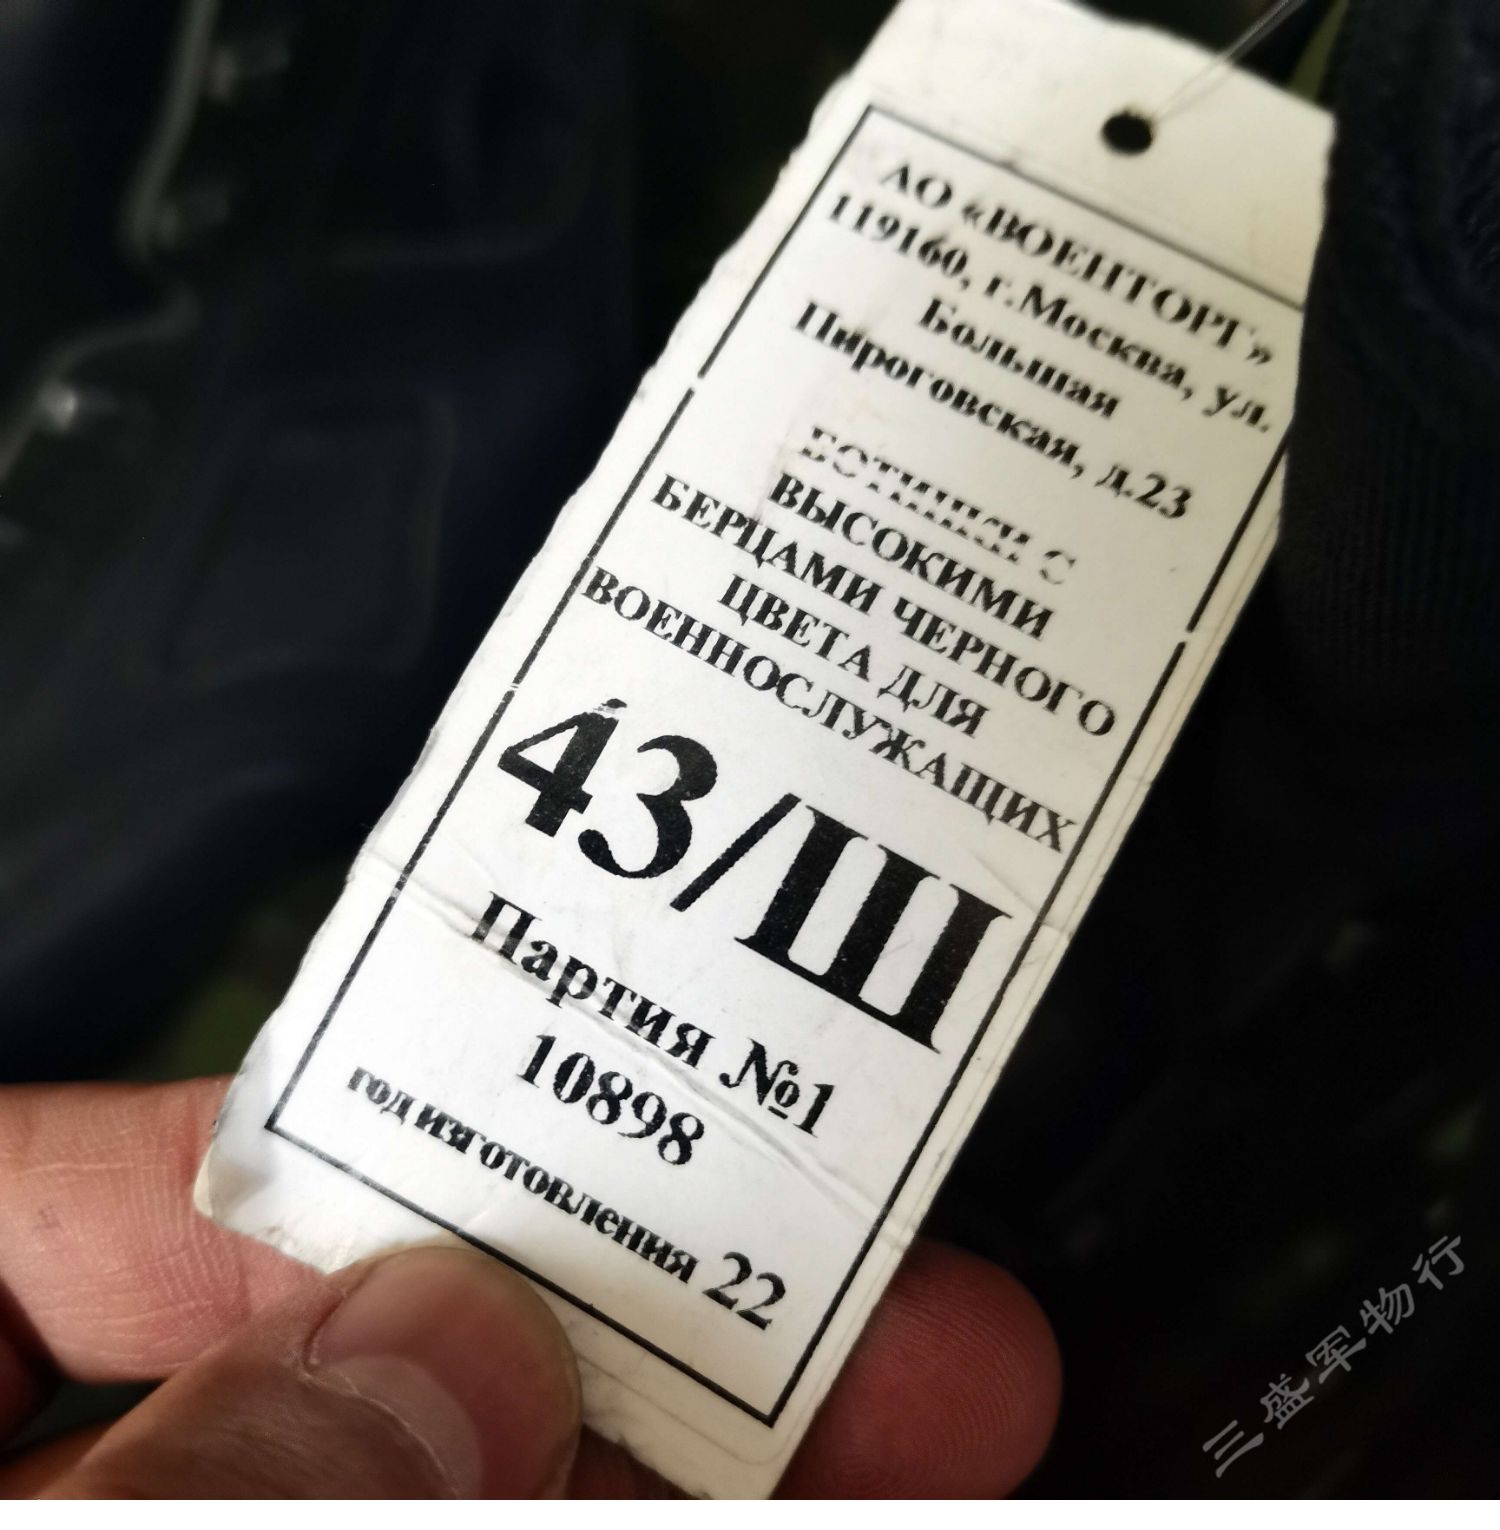 АО «ВОЕНТОРГ»
119160, г.Москва, ул.
Большая
Пироговская, д.23
БОТИНКИ С
ВЫСОКИМИ
БЕРЦАМИ ЧЕРНОГО
ЦВЕТА ДЛЯ
ВОЕННОСЛУЖАЩИХ
43/Ш
Партия №1
10898
год изготовления 22
三盛军物行